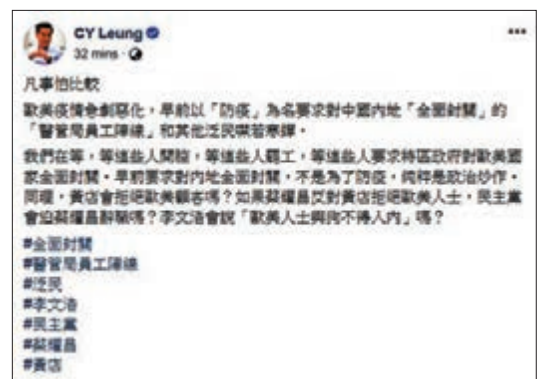 CY Leung
32 mins
凡事怕比較
歐美疫情急劇惡化,早前以「防疫」為名要求對中國內地「全面封關」的
「醫管局員工陣線」和其他泛民噤若寒蟬。
我們在等,等這些人開腔,等這些人罷工,等這些人要求特區政府對歐美國
家全面封關。早前要求對內地全面封關,不是為了防疫,純粹是政治炒作。
同理,黃店會拒絕歐美顧客嗎?如果蔡耀昌反對黃店拒絕歐美人士,民主黨
會迫蔡耀昌辭職嗎?李文浩會說「歐美人士與狗不得入內」嗎?
#全面封關
#醫管局員工陣線
#泛民
#李文浩
#民主黨
#蔡耀昌
#黃店